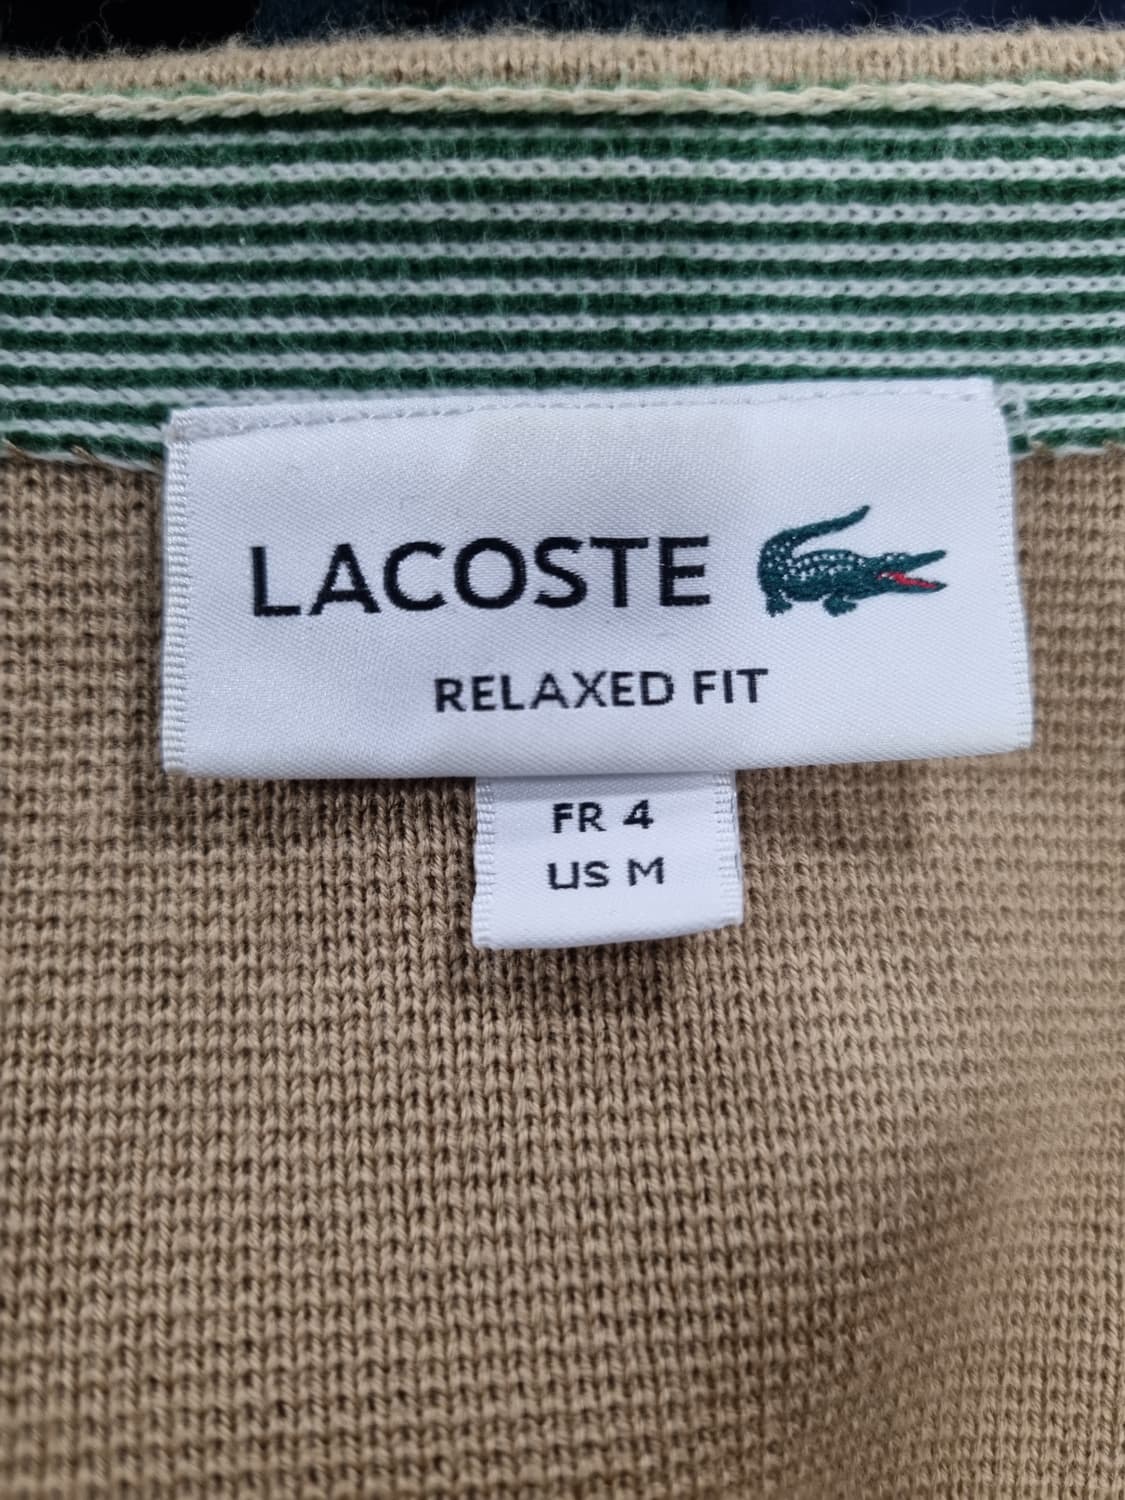 LACOSTE
RELAXED FIT
FR 4
US M